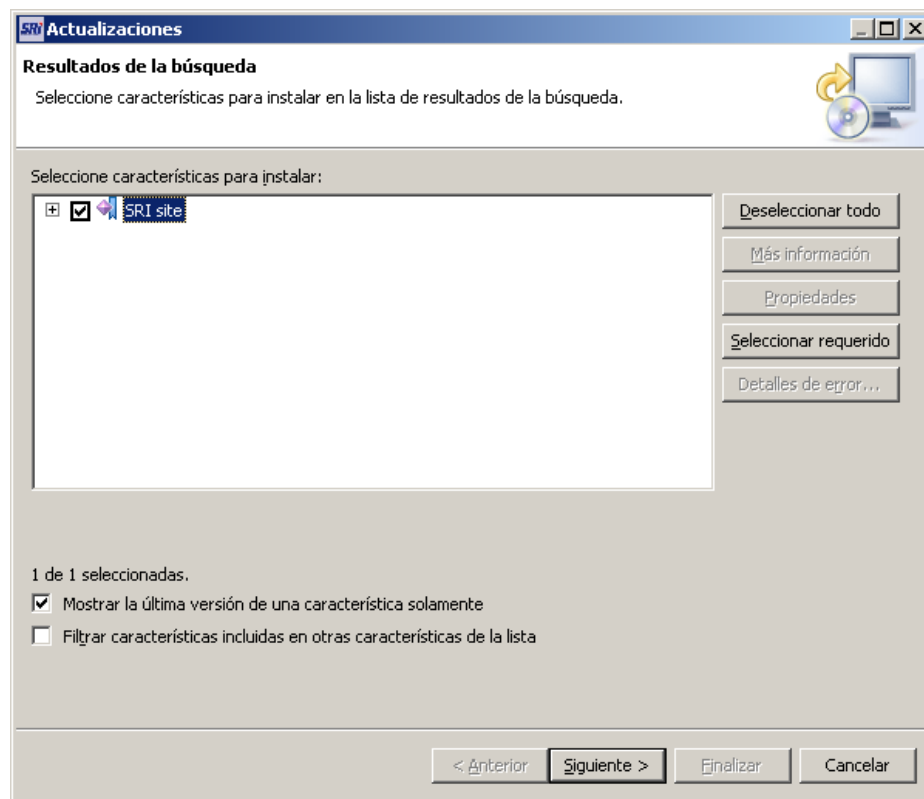 SRi Actualizaciones
Resultados de la búsqueda
Seleccione características para instalar en la lista de resultados de la búsqueda.
Seleccione características para instalar:
SRI site
Deseleccionar todo
Más información
Propiedades
Seleccionar requerido
Detalles de error...
1 de 1 seleccionadas.
Mostrar la última versión de una característica solamente
Filtrar características incluidas en otras características de la lista
< Anterior
Siguiente >
Finalizar
Cancelar